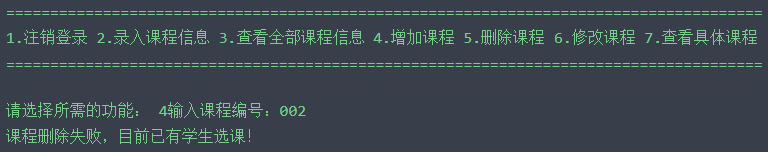 ==========================================================================================
1.注销登录 2.录入课程信息 3.查看全部课程信息 4.增加课程 5.删除课程 6.修改课程 7.查看具体课程
==========================================================================================
请选择所需的功能： 4输入课程编号：002
课程删除失败，目前已有学生选课！